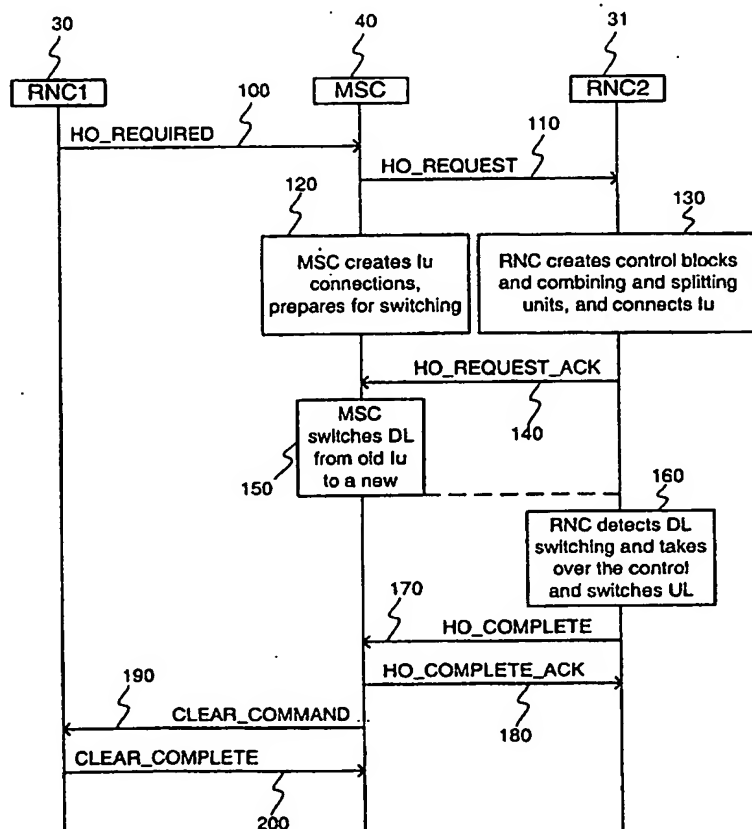 30
40
31
RNC1
MSC
RNC2
100
HO_REQUIRED
110
HO_REQUEST
120
130
MSC creates Iu
connections,
prepares for switching
RNC creates control blocks
and combining and splitting
units, and connects Iu
HO_REQUEST_ACK
140
MSC
switches DL
from old Iu
to a new
150
160
RNC detects DL
switching and takes
over the control
and switches UL
170
HO_COMPLETE
HO_COMPLETE_ACK
180
190
CLEAR_COMMAND
CLEAR_COMPLETE
200